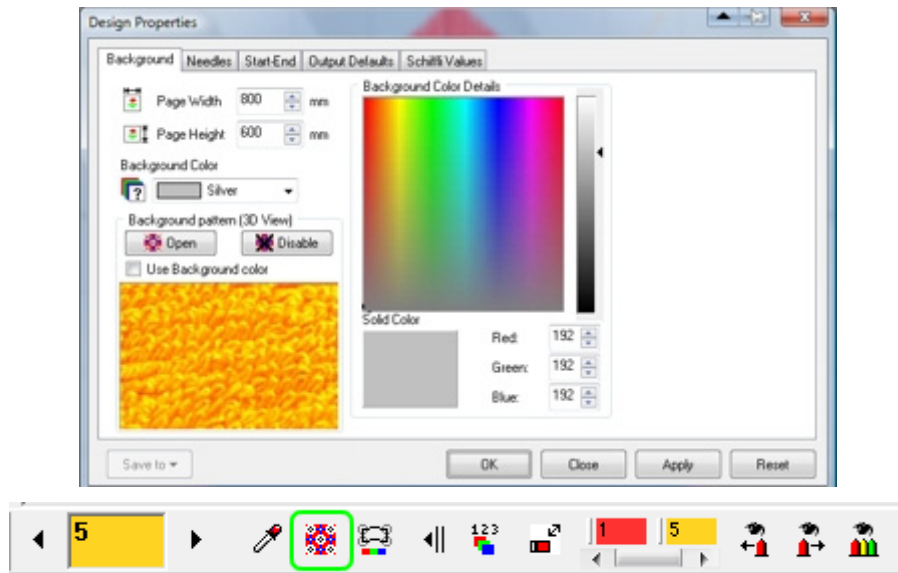 Design Properties
Background Needles Start-End Output Defaults Schiffli Values
Page Width 800 mm
Page Height 600 mm
Background Color
Silver
Background pattern (3D View)
Open Disable
Use Background color
Background Color Details
Solid Color
Red: 192
Green: 192
Blue: 192
Save to OK Close Apply Reset
5 123 1 5